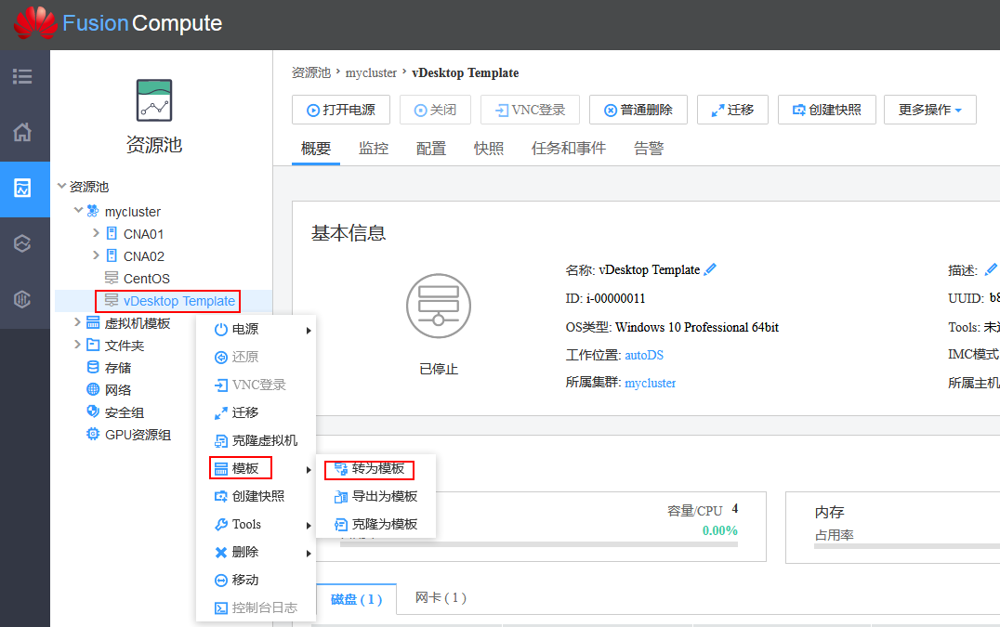 FusionCompute
资源池
资源池
mycluster
CNA01
CNA02
CentOS
vDesktop Template
虚拟机模板
文件夹
存储
网络
安全组
GPU资源组
电源
还原
VNC登录
迁移
克隆虚拟机
模板
创建快照
Tools
删除
移动
控制台日志
转为模板
导出为模板
克隆为模板
资源池 › mycluster › vDesktop Template
打开电源 关闭 VNC登录 普通删除 迁移 创建快照 更多操作
概要 监控 配置 快照 任务和事件 告警
基本信息
已停止
名称: vDesktop Template
ID: i-00000011
OS类型: Windows 10 Professional 64bit
工作位置: autoDS
所属集群: mycluster
描述:
UUID: b8
Tools: 未
IMC模式
所属主机
容量/CPU 4
0.00%
内存
占用率
磁盘 ( 1 ) 网卡 ( 1 )